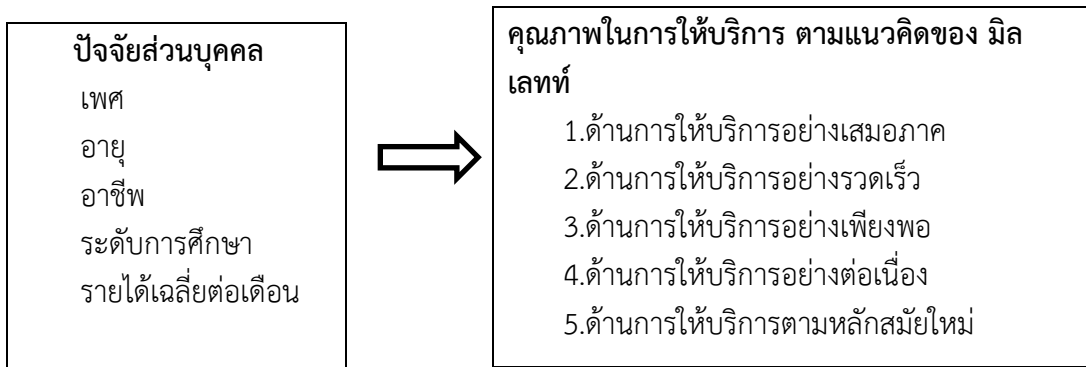 ปัจจัยส่วนบุคคล
เพศ
อายุ
อาชีพ
ระดับการศึกษา
รายได้เฉลี่ยต่อเดือน
คุณภาพในการให้บริการ ตามแนวคิดของ มิล
เลทท์
1.ด้านการให้บริการอย่างเสมอภาค
2.ด้านการให้บริการอย่างรวดเร็ว
3.ด้านการให้บริการอย่างเพียงพอ
4.ด้านการให้บริการอย่างต่อเนื่อง
5.ด้านการให้บริการตามหลักสมัยใหม่